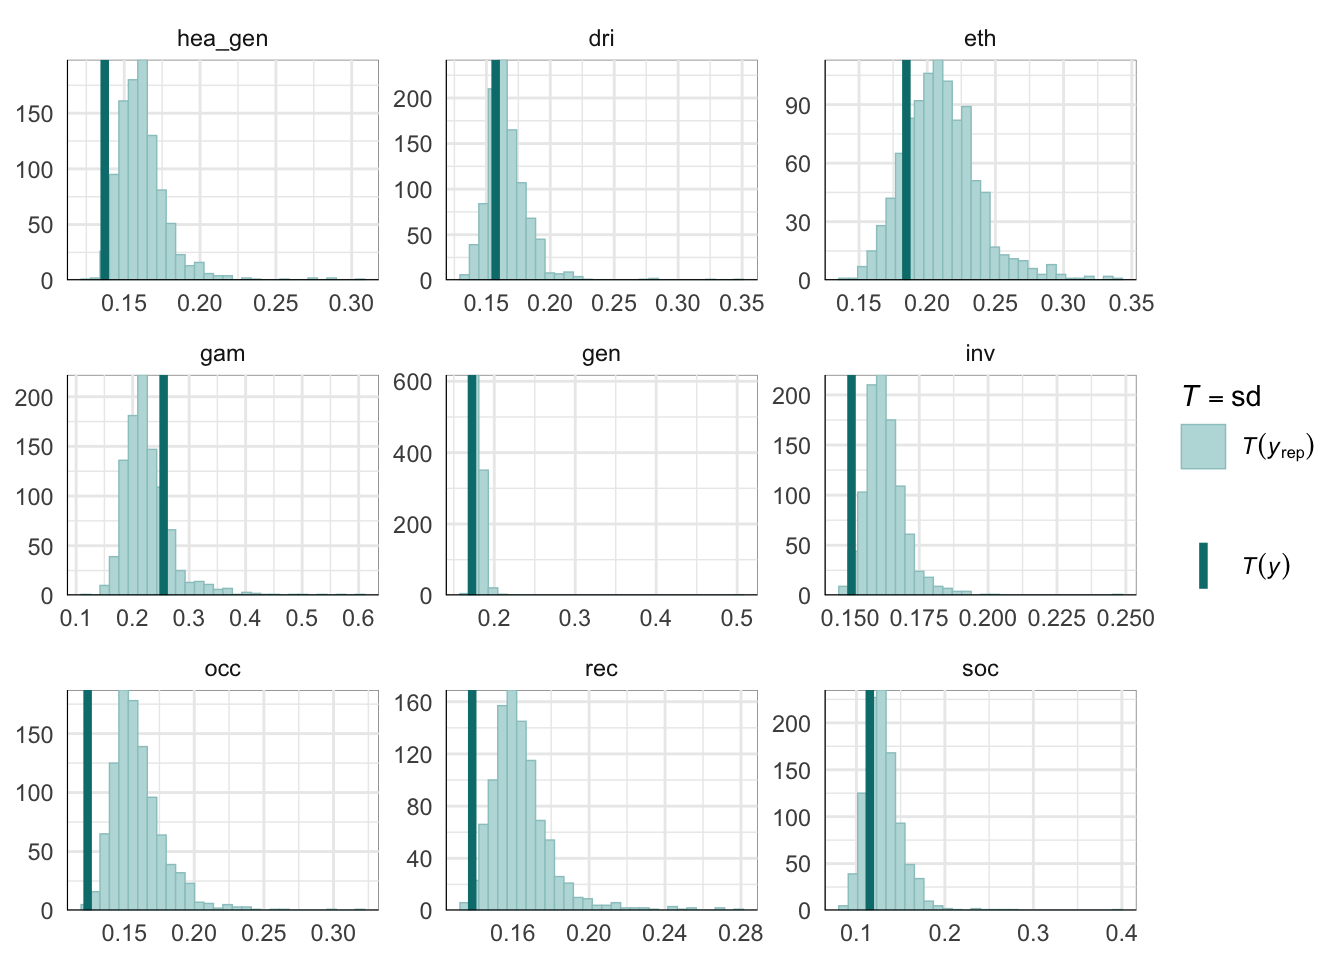 hea_gen
dri
eth
150
100
50
0
0.15 0.20 0.25 0.30
200
150
100
50
0
0.15 0.20 0.25 0.30 0.35
90
60
30
0
0.15 0.20 0.25 0.30 0.35
gam
gen
inv
200
150
100
50
0
0.1 0.2 0.3 0.4 0.5 0.6
600
400
200
0
0.2 0.3 0.4 0.5
200
150
100
50
0
0.150 0.175 0.200 0.225 0.250
T = sd
T(yrep)
T(y)
occ
rec
soc
150
100
50
0
0.15 0.20 0.25 0.30
160
120
80
40
0
0.16 0.20 0.24 0.28
200
150
100
50
0
0.1 0.2 0.3 0.4